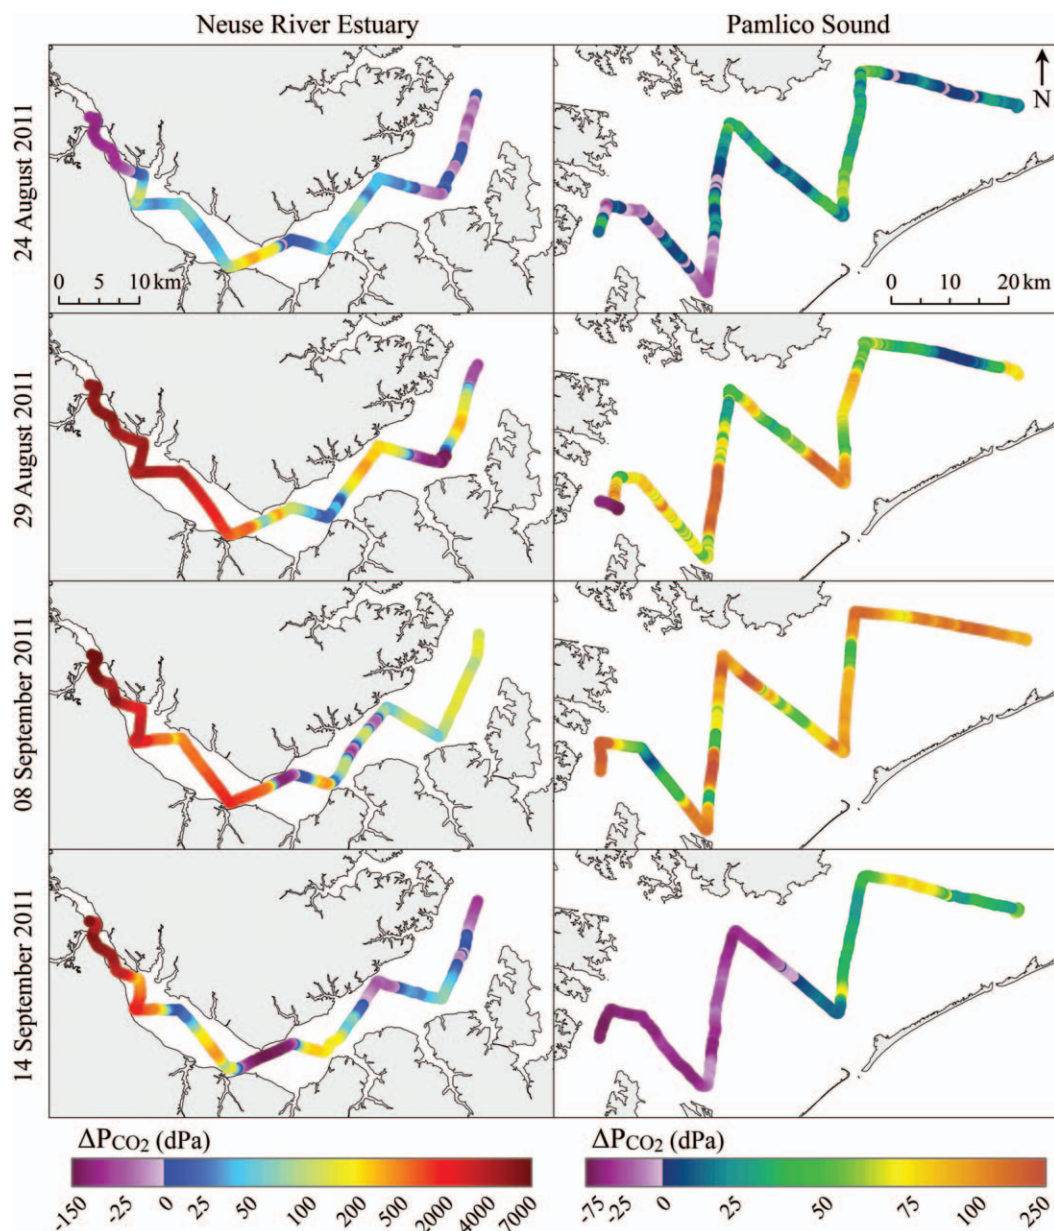 Neuse River Estuary
Pamlico Sound
24 August 2011
N
0 5 10 km
0 10 20 km
29 August 2011
08 September 2011
14 September 2011
ΔPCO2 (dPa)
-150 -25 0 25 100 200 500 2000 4000 7000
ΔPCO2 (dPa)
-75 -25 0 25 50 75 100 250